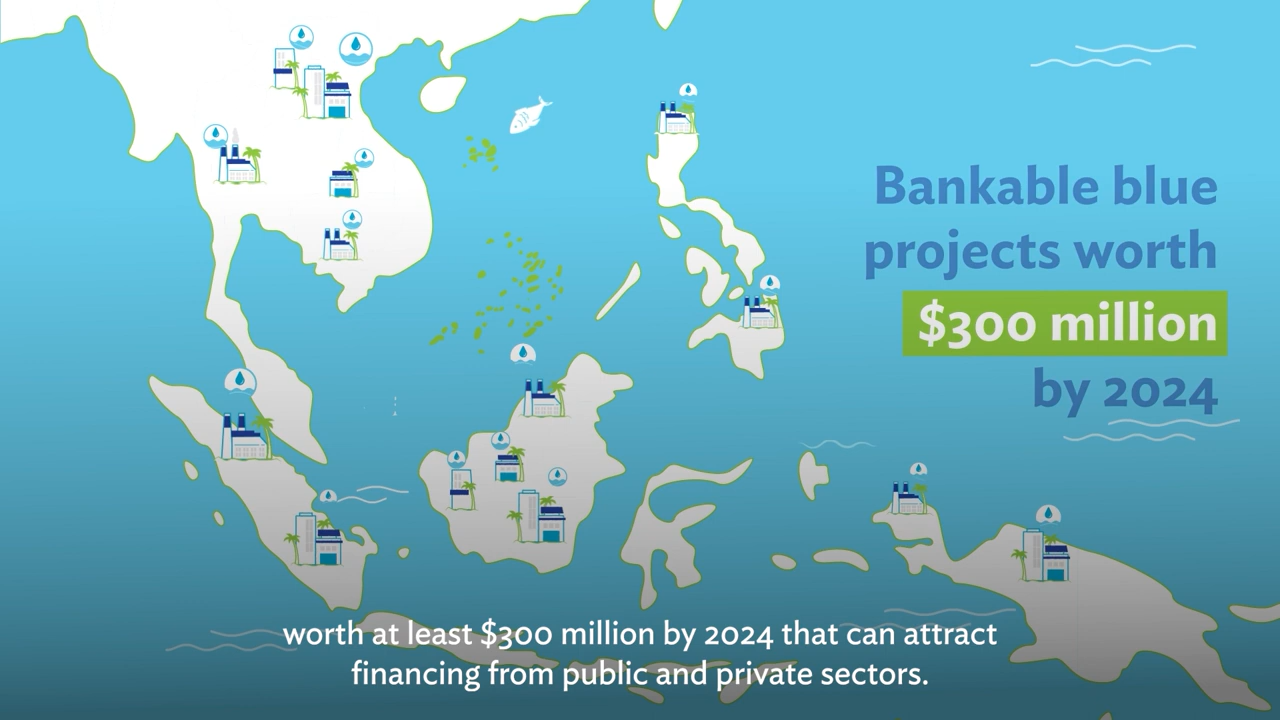 Bankable blue
projects worth
$300 million
by 2024
worth at least $300 million by 2024 that can attract
financing from public and private sectors.